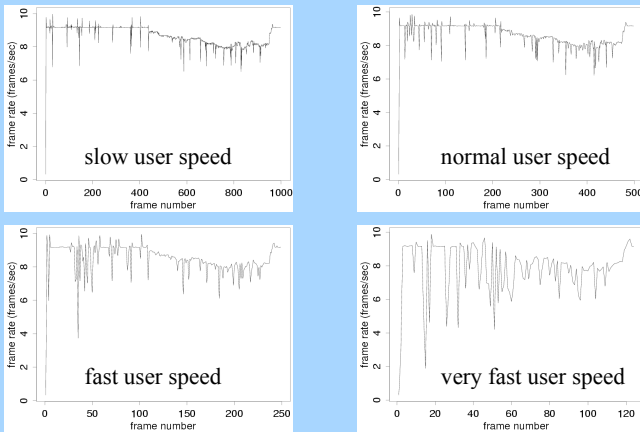 frame rate (frames/sec)
0 2 4 6 8 10
slow user speed
0 200 400 600 800 1000
frame number
frame rate (frames/sec)
0 2 4 6 8 10
normal user speed
0 100 200 300 400 500
frame number
frame rate (frames/sec)
0 2 4 6 8 10
fast user speed
0 50 100 150 200 250
frame number
frame rate (frames/sec)
0 2 4 6 8 10
very fast user speed
0 20 40 60 80 100 120
frame number